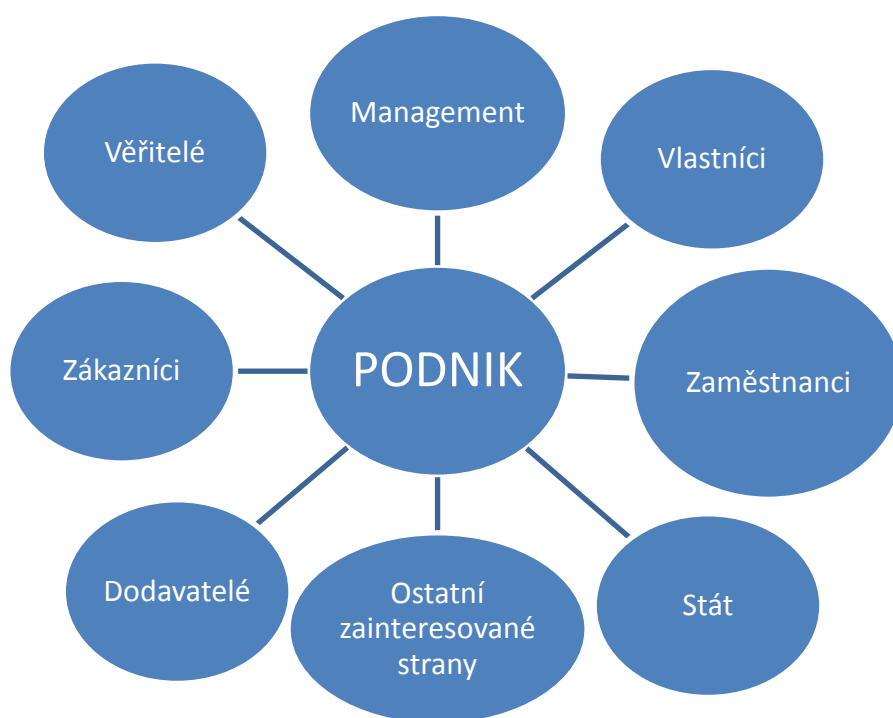 Management
Věřitelé
Vlastníci
Zákazníci
PODNIK
Zaměstnanci
Dodavatelé
Ostatní
zainteresované
strany
Stát